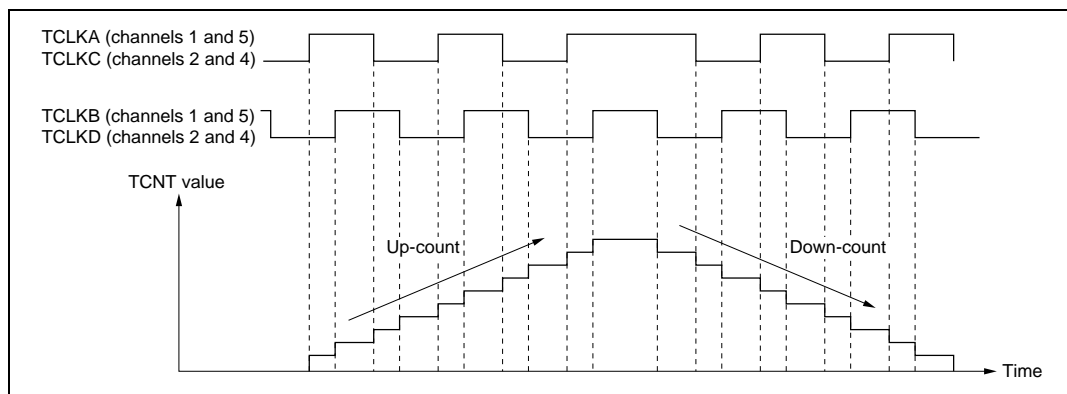 TCLKA (channels 1 and 5)
TCLKC (channels 2 and 4)
TCLKB (channels 1 and 5)
TCLKD (channels 2 and 4)
TCNT value
Up-count
Down-count
Time